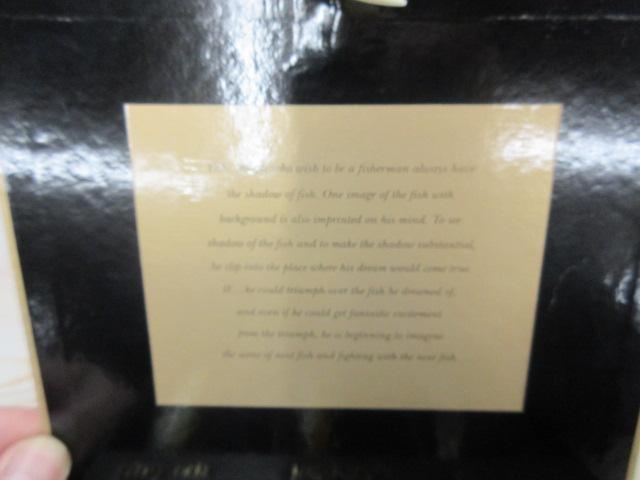 who wish to be a fisherman always have
the shadow of fish. One image of the fish with
background is also imprinted on his mind. To see
shadow of the fish and to make the shadow substantial,
he slip into the place where his dream would come true.
If... he could triumph over the fish he dreamed of,
and even if he could get fantastic excitement
from the triumph, he is beginning to imagine
the scene of next fish and fighting with the next fish.